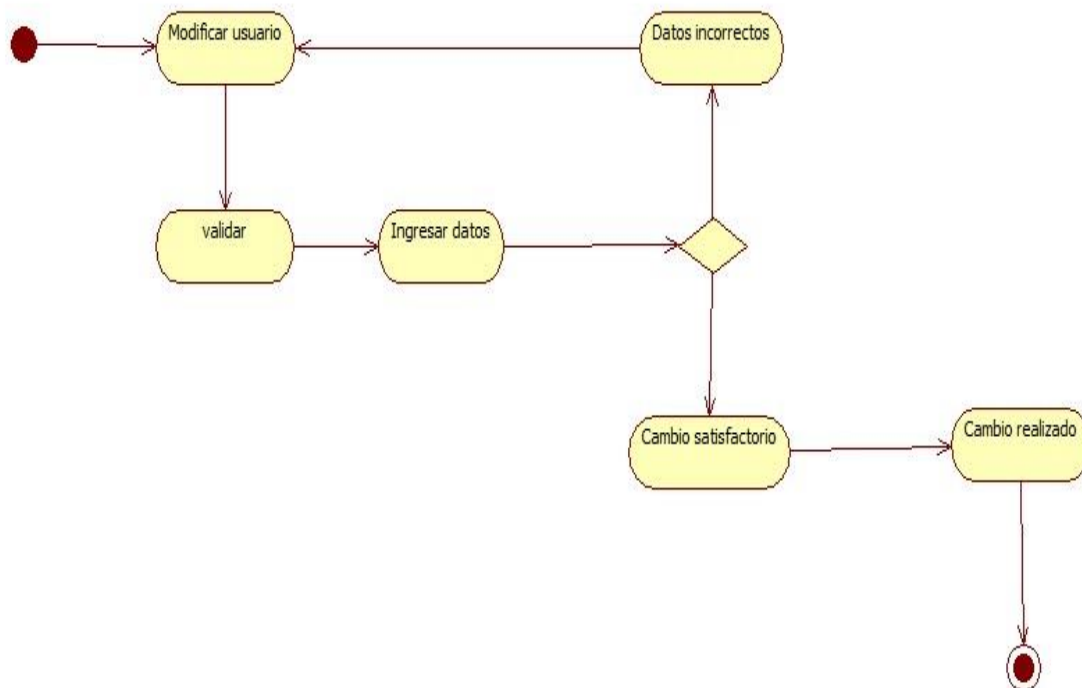 Modificar usuario
Datos incorrectos
validar
Ingresar datos
Cambio satisfactorio
Cambio realizado